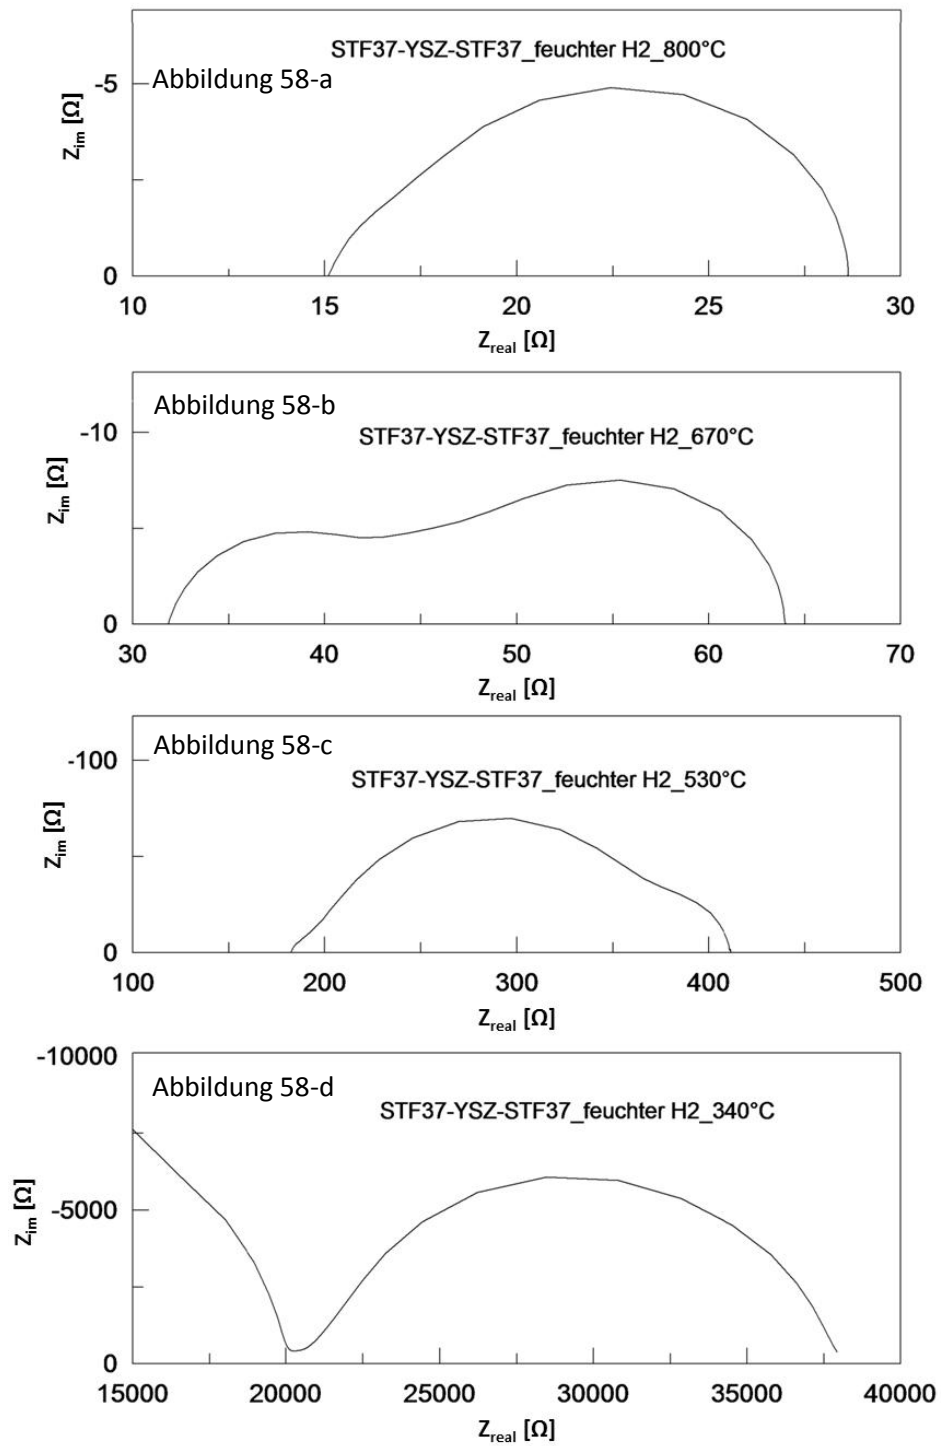 STF37-YSZ-STF37_feuchter H2_800°C
Abbildung 58-a
-5
Zim [Ω]
0
10 15 20 25 30
Zreal [Ω]
Abbildung 58-b
-10
STF37-YSZ-STF37_feuchter H2_670°C
Zim [Ω]
0
30 40 50 60 70
Zreal [Ω]
Abbildung 58-c
-100
STF37-YSZ-STF37_feuchter H2_530°C
Zim [Ω]
0
100 200 300 400 500
Zreal [Ω]
-10000
Abbildung 58-d
STF37-YSZ-STF37_feuchter H2_340°C
Zim [Ω]
-5000
0
15000 20000 25000 30000 35000 40000
Zreal [Ω]